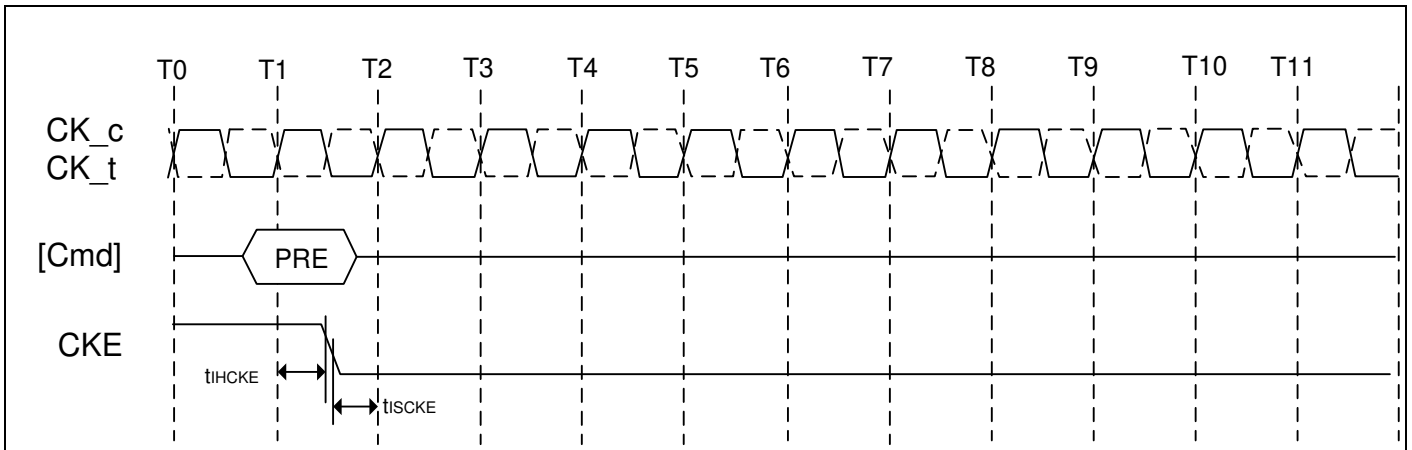 T0 T1 T2 T3 T4 T5 T6 T7 T8 T9 T10 T11
CK_c
CK_t
[Cmd] PRE
CKE
tIHCKE
tISCKE